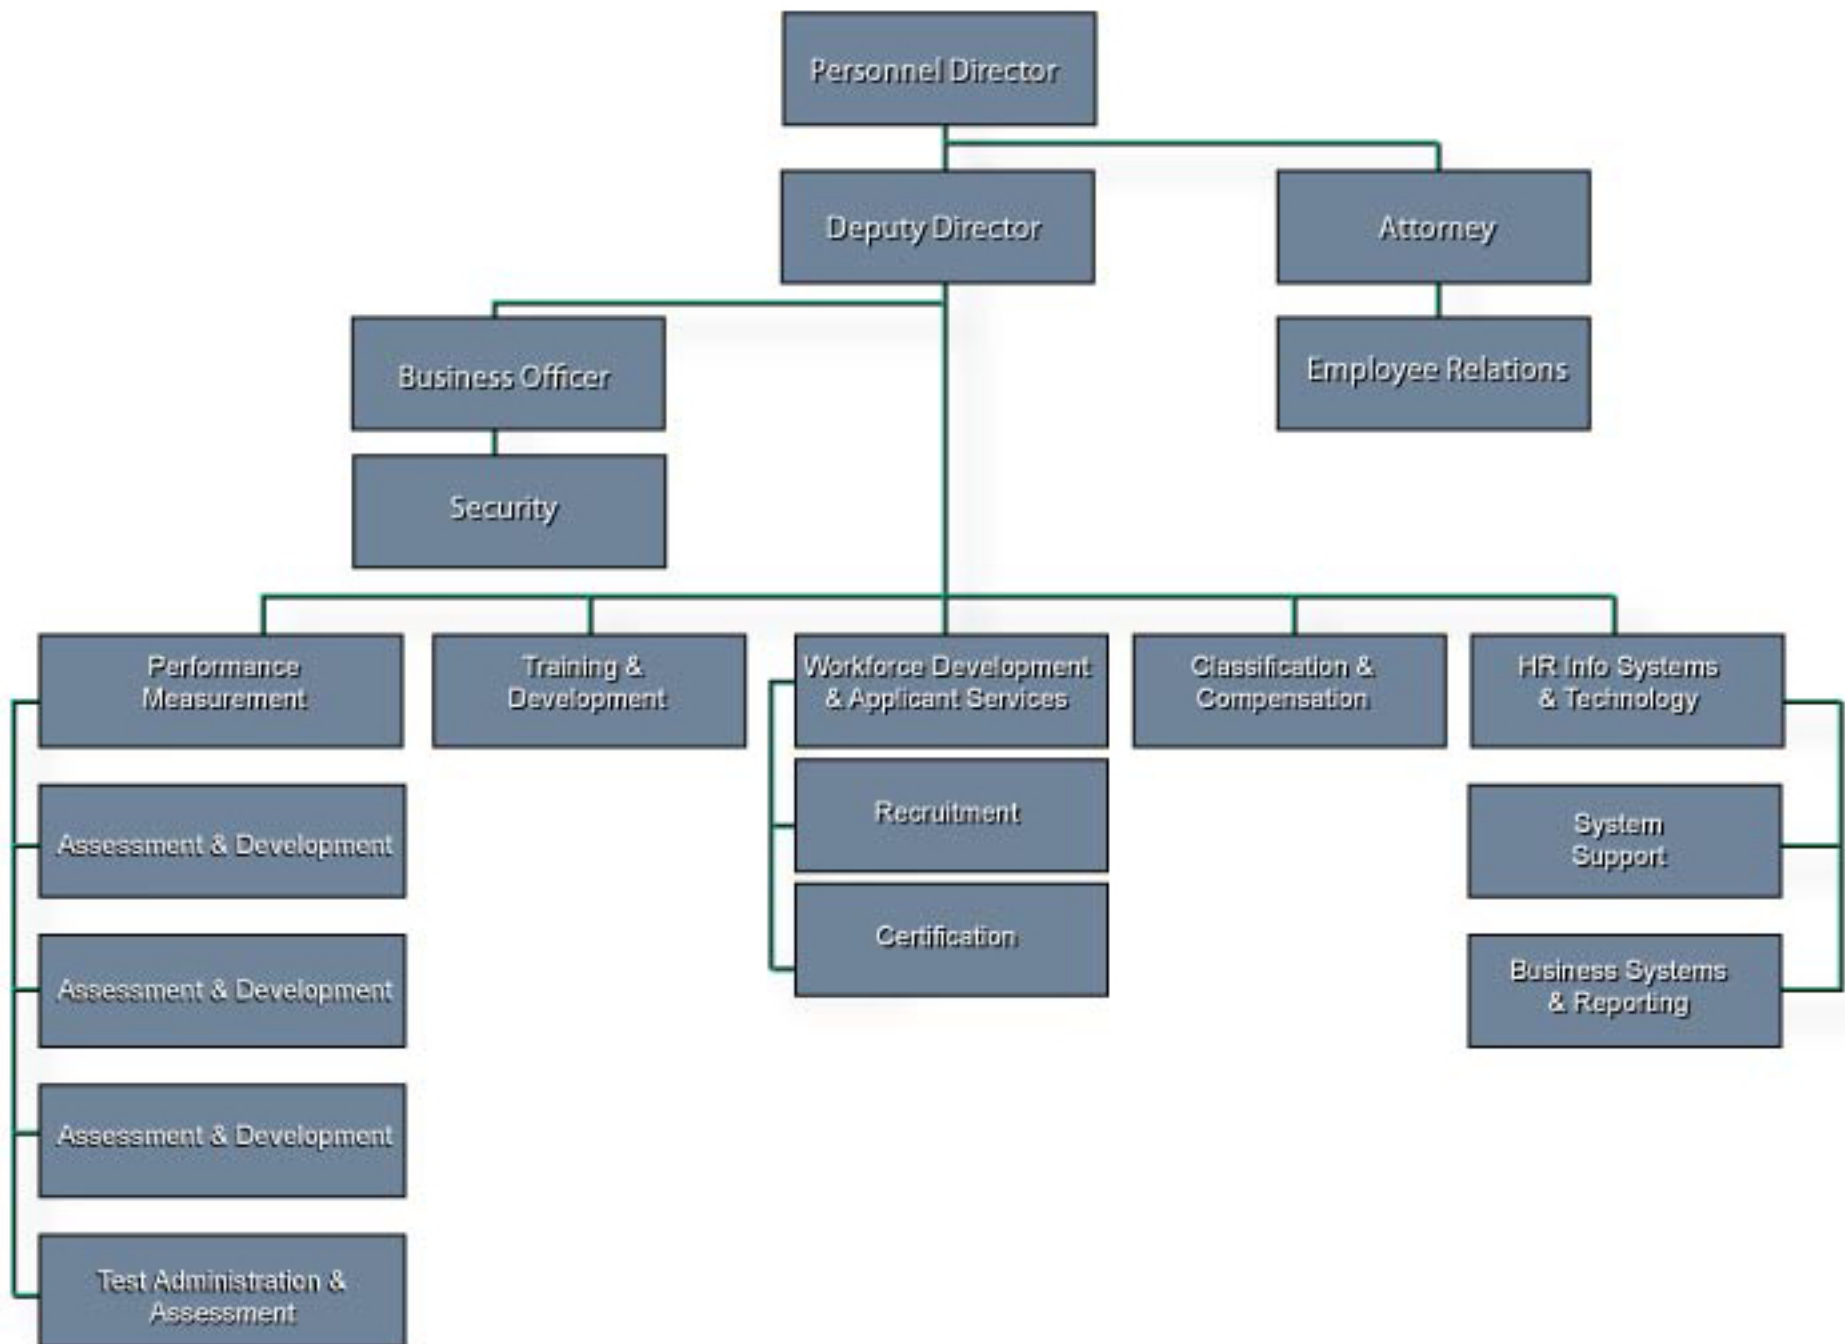 Personnel Director
Deputy Director
Attorney
Business Officer
Employee Relations
Security
Performance
Measurement
Training &
Development
Workforce Development
& Applicant Services
Classification &
Compensation
HR Info Systems
& Technology
Assessment & Development
Recruitment
System
Support
Certification
Assessment & Development
Business Systems
& Reporting
Assessment & Development
Test Administration &
Assessment